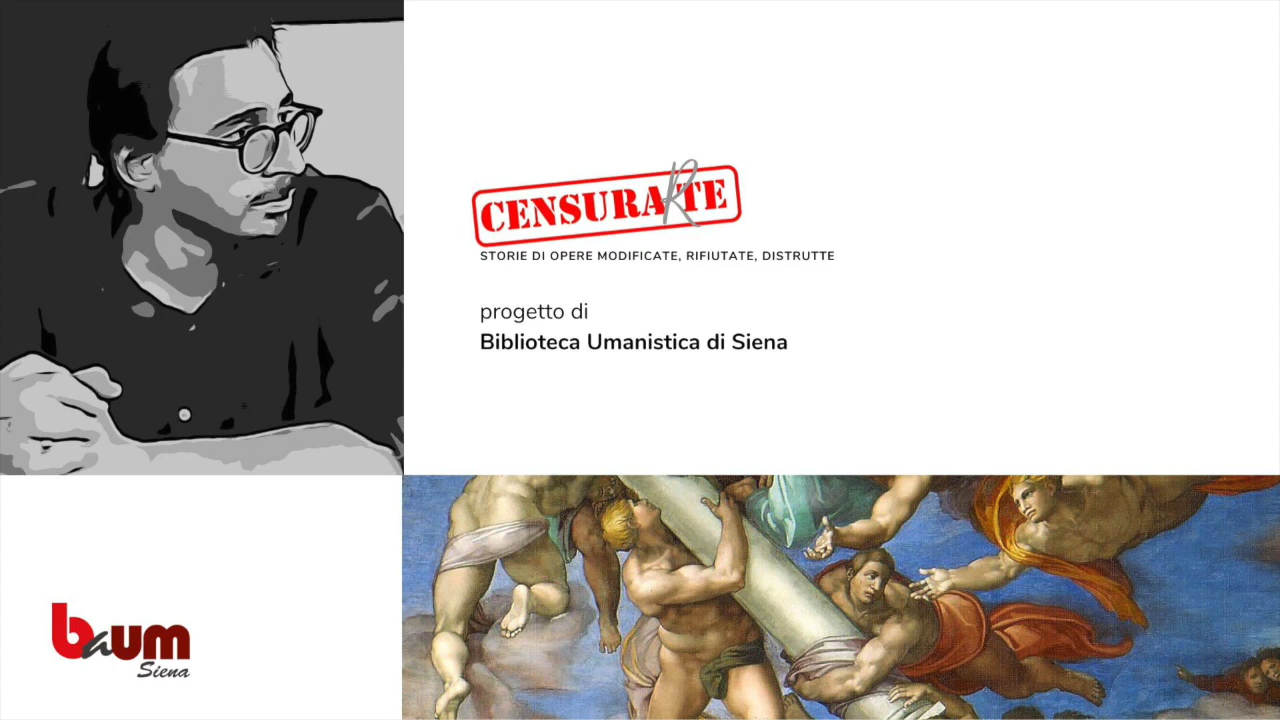 CENSURARTE
STORIE DI OPERE MODIFICATE, RIFIUTATE, DISTRUTTE
progetto di
Biblioteca Umanistica di Siena
baUM
Siena